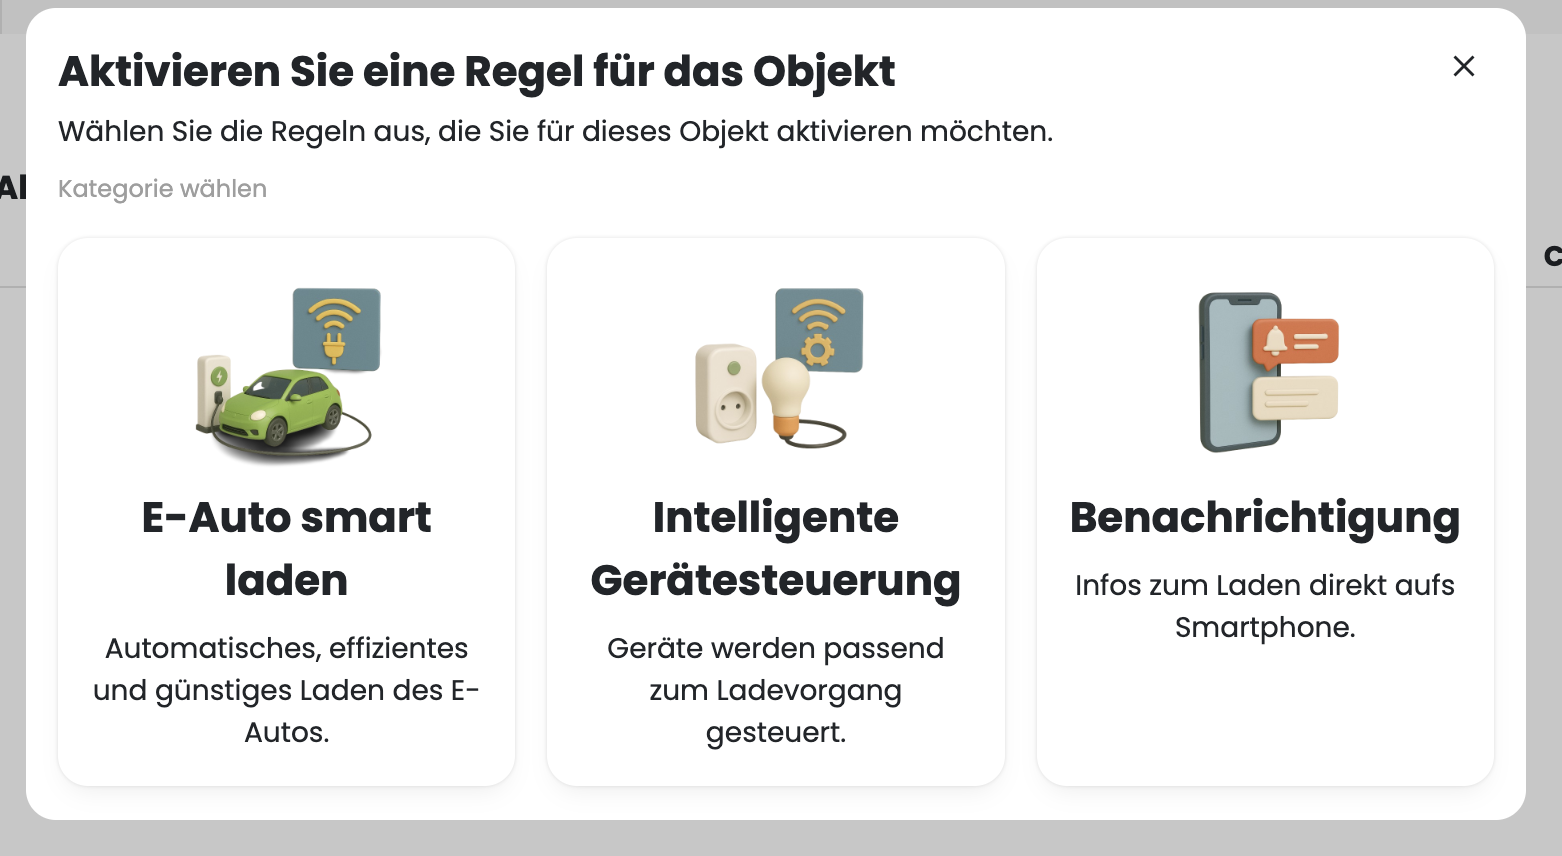 Aktivieren Sie eine Regel für das Objekt
Wählen Sie die Regeln aus, die Sie für dieses Objekt aktivieren möchten.
Kategorie wählen
E-Auto smart
laden
Automatisches, effizientes
und günstiges Laden des E-
Autos.
Intelligente
Gerätesteuerung
Geräte werden passend
zum Ladevorgang
gesteuert.
Benachrichtigung
Infos zum Laden direkt aufs
Smartphone.